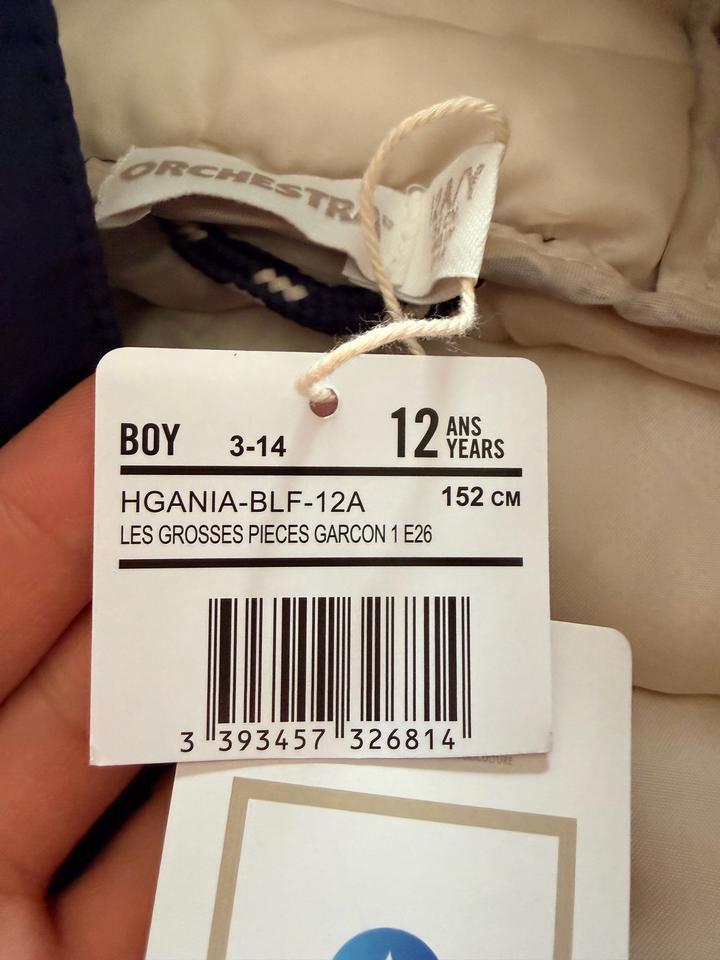 ORCHESTRA
BOY 3-14 12 ANS YEARS
HGANIA-BLF-12A 152 CM
LES GROSSES PIECES GARCON 1 E26
3 393457 326814